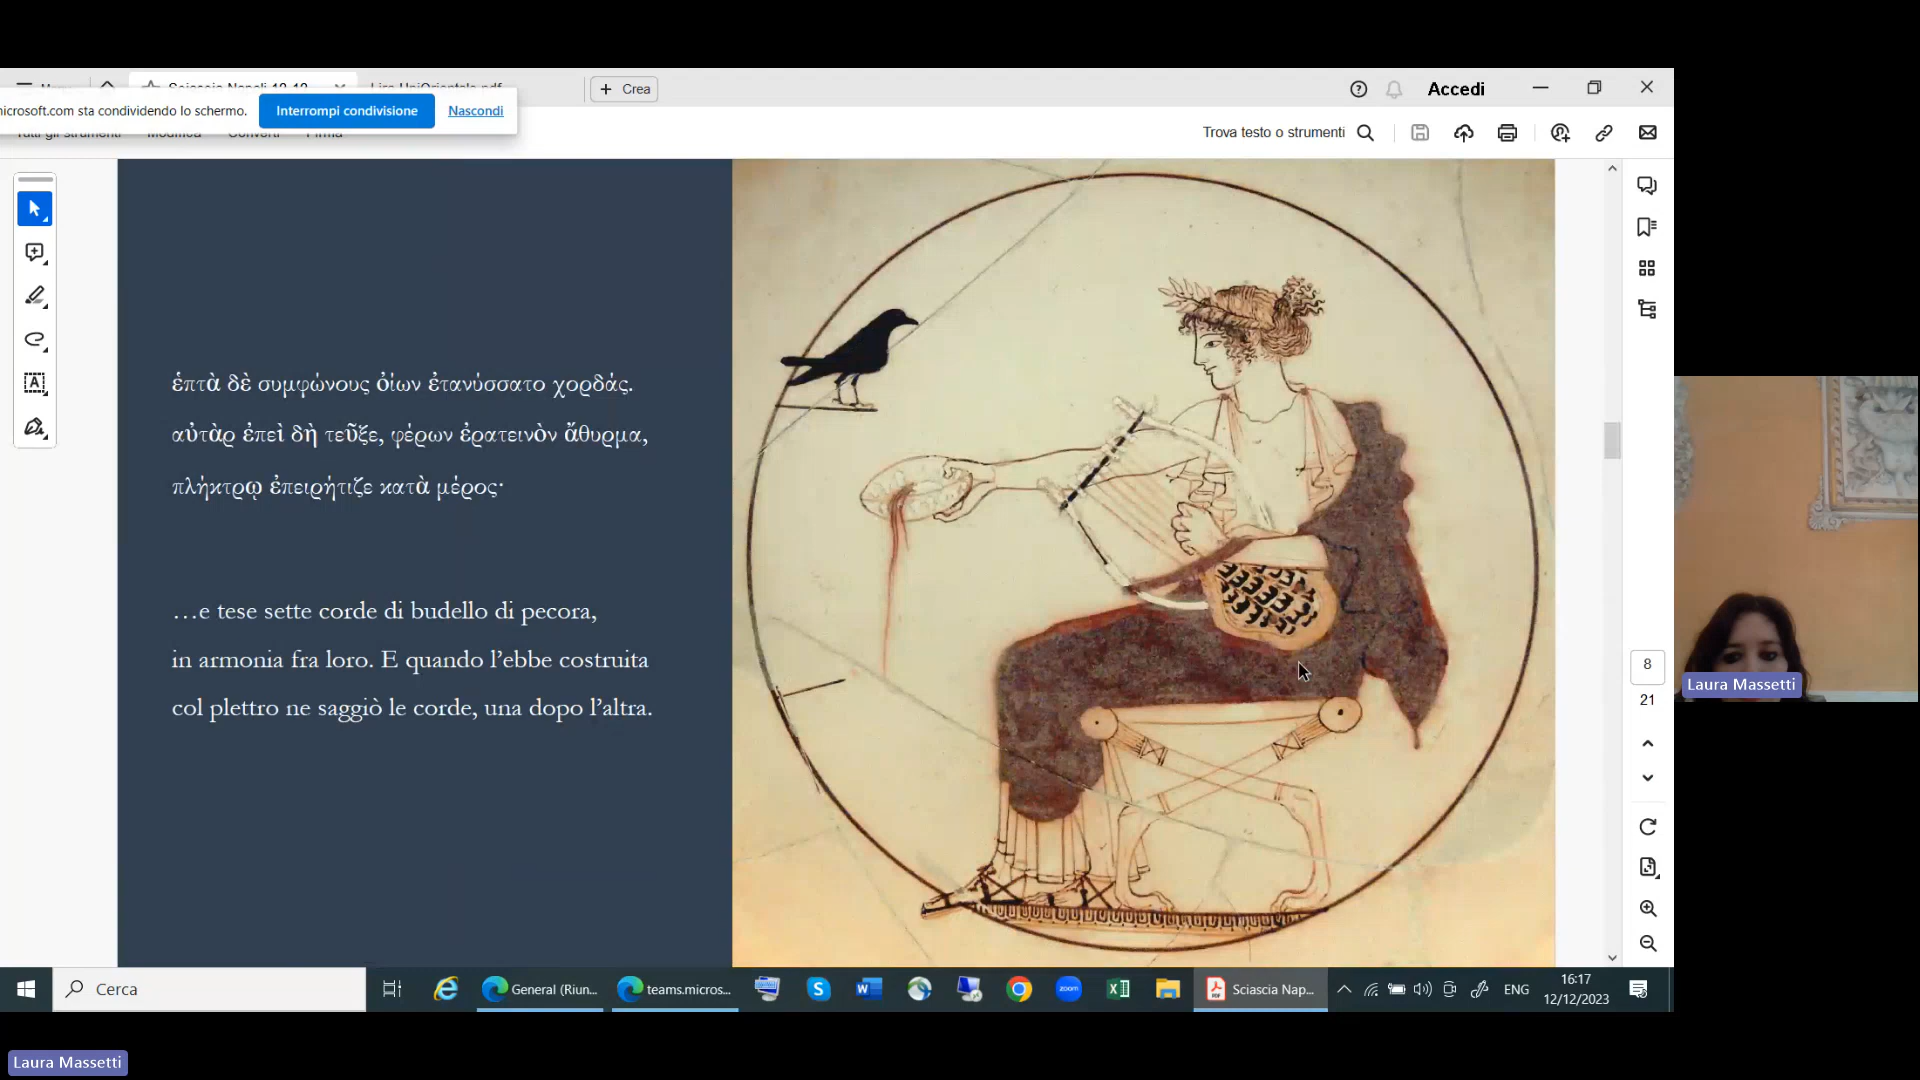 Crea
Accedi
microsoft.com sta condividendo lo schermo.
Interrompi condivisione
Nascondi
Trova testo o strumenti
ἑπτὰ δὲ συμφώνους ὀίων ἐτανύσσατο χορδάς.
αὐτὰρ ἐπεὶ δὴ τεῦξε, φέρων ἐρατεινὸν ἄθυρμα,
πλήκτρῳ ἐπειρήτιζε κατὰ μέρος·
…e tese sette corde di budello di pecora,
in armonia fra loro. E quando l’ebbe costruita
col plettro ne saggiò le corde, una dopo l’altra.
8
21
Laura Massetti
Cerca
General (Riun...
teams.micros...
zoom
Sciascia Nap...
ENG
16:17
12/12/2023
Laura Massetti